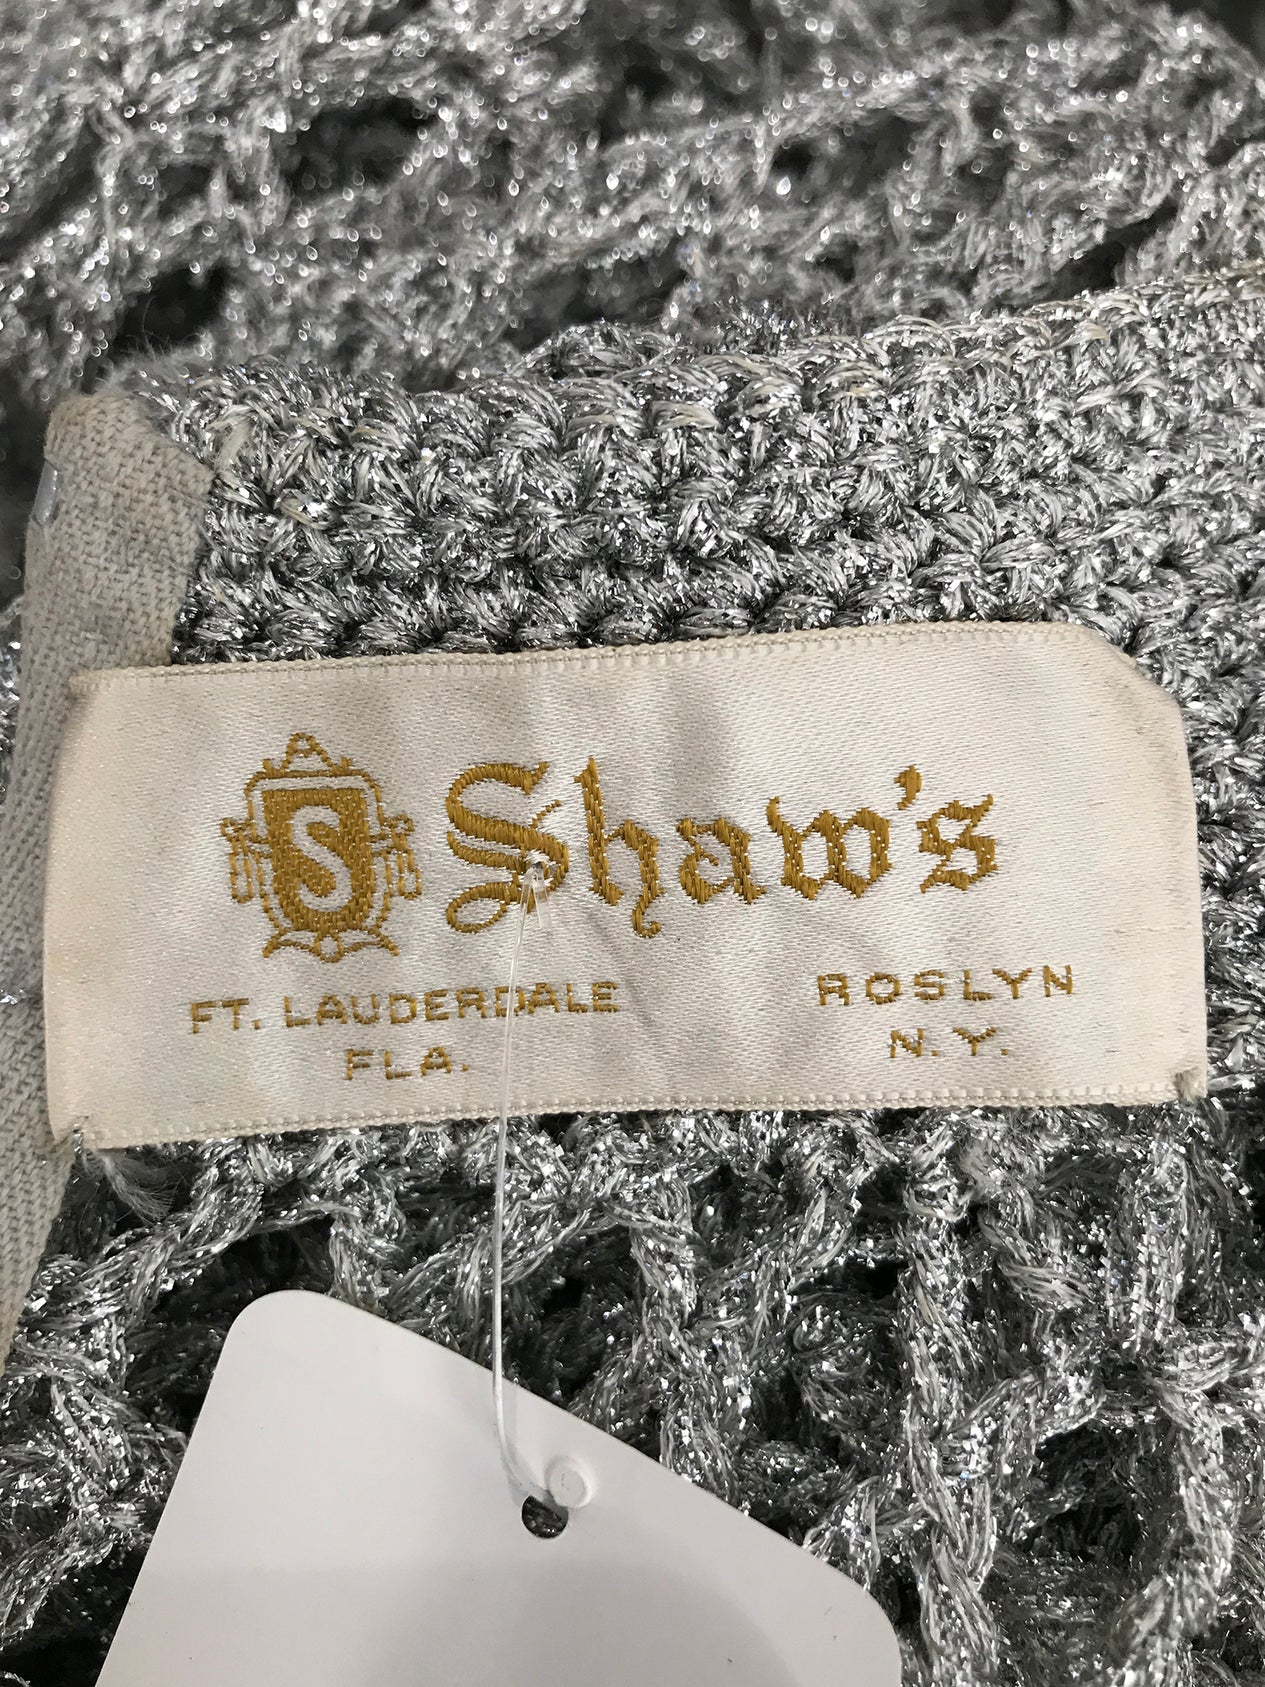 S Shaw's
FT. LAUDERDALE
FLA.
ROSLYN
N.Y.